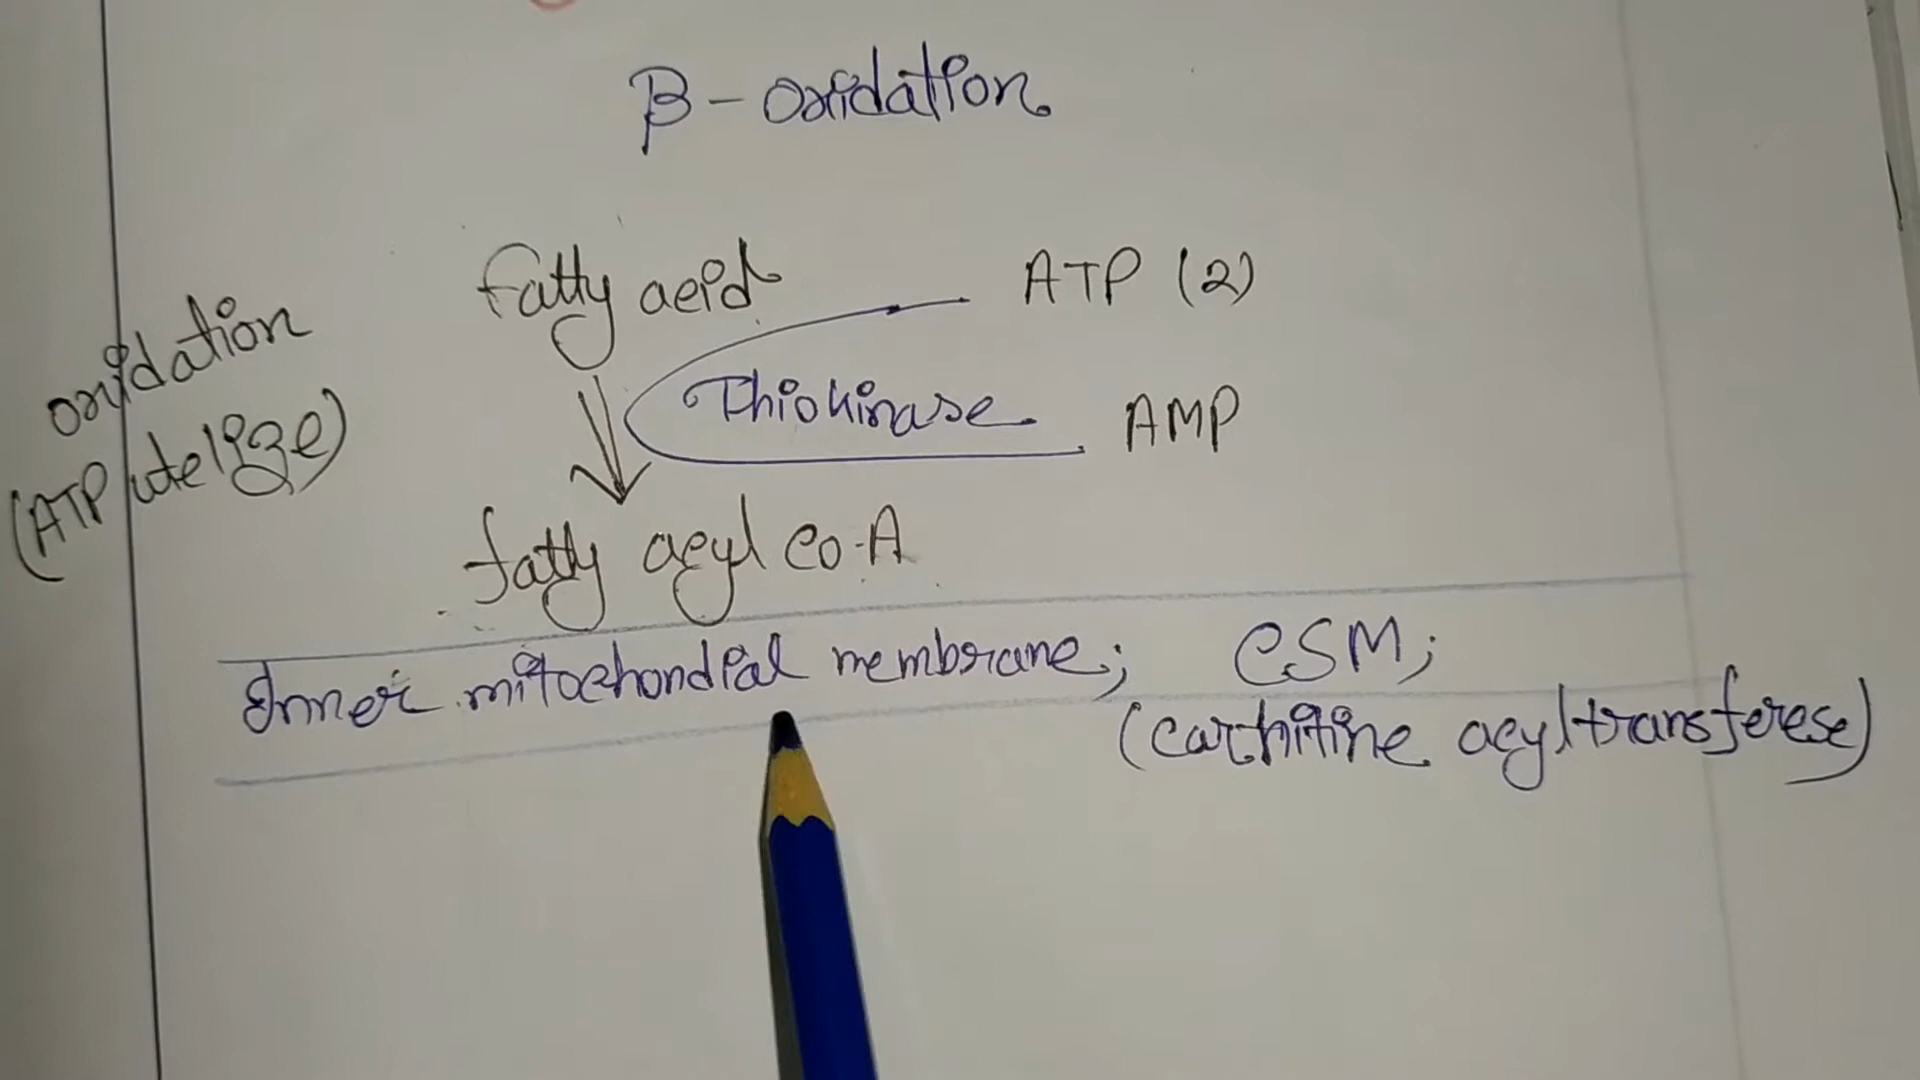 β-oxidation
fatty acid ATP (2)
Thiokinase AMP
oxidation
(ATP utelize)
fatty acyl co-A
Inner mitochondial membrane; CSM;
(carnitine acyltransferese)